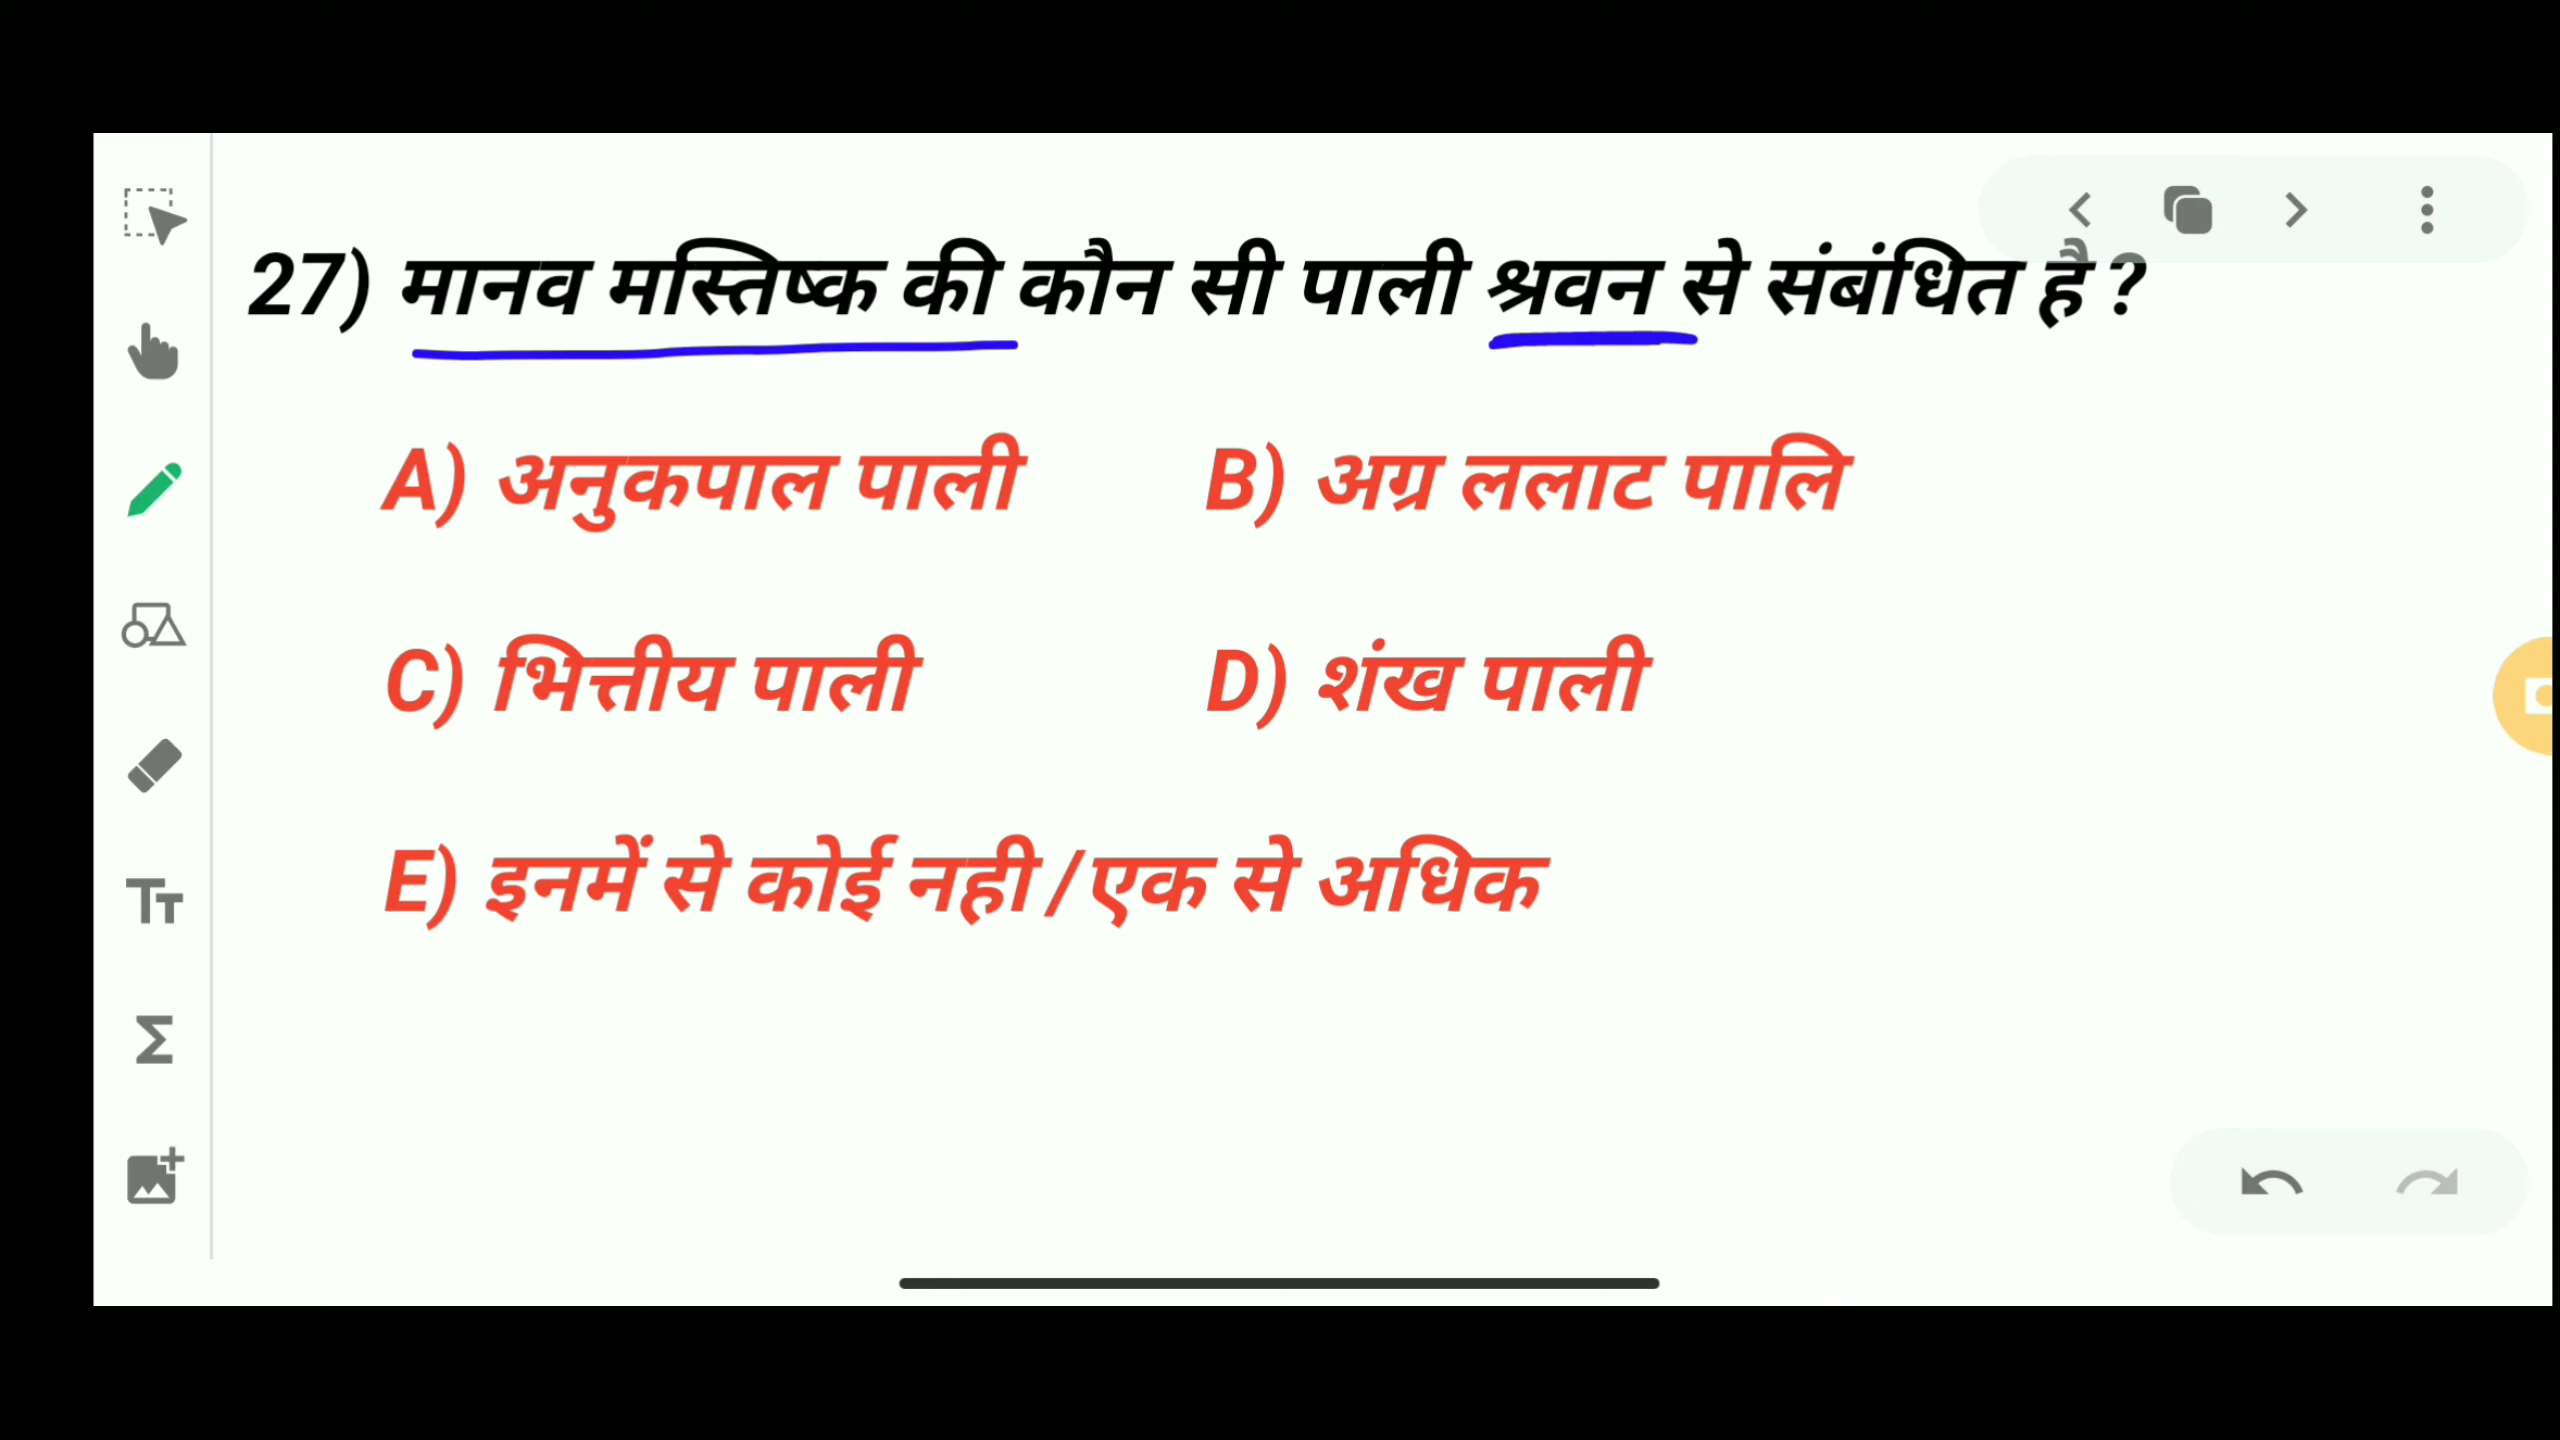 27) मानव मस्तिष्क की कौन सी पाली श्रवन से संबंधित है ?
A) अनुकपाल पाली B) अग्र ललाट पालि
C) भित्तीय पाली D) शंख पाली
E) इनमें से कोई नही /एक से अधिक